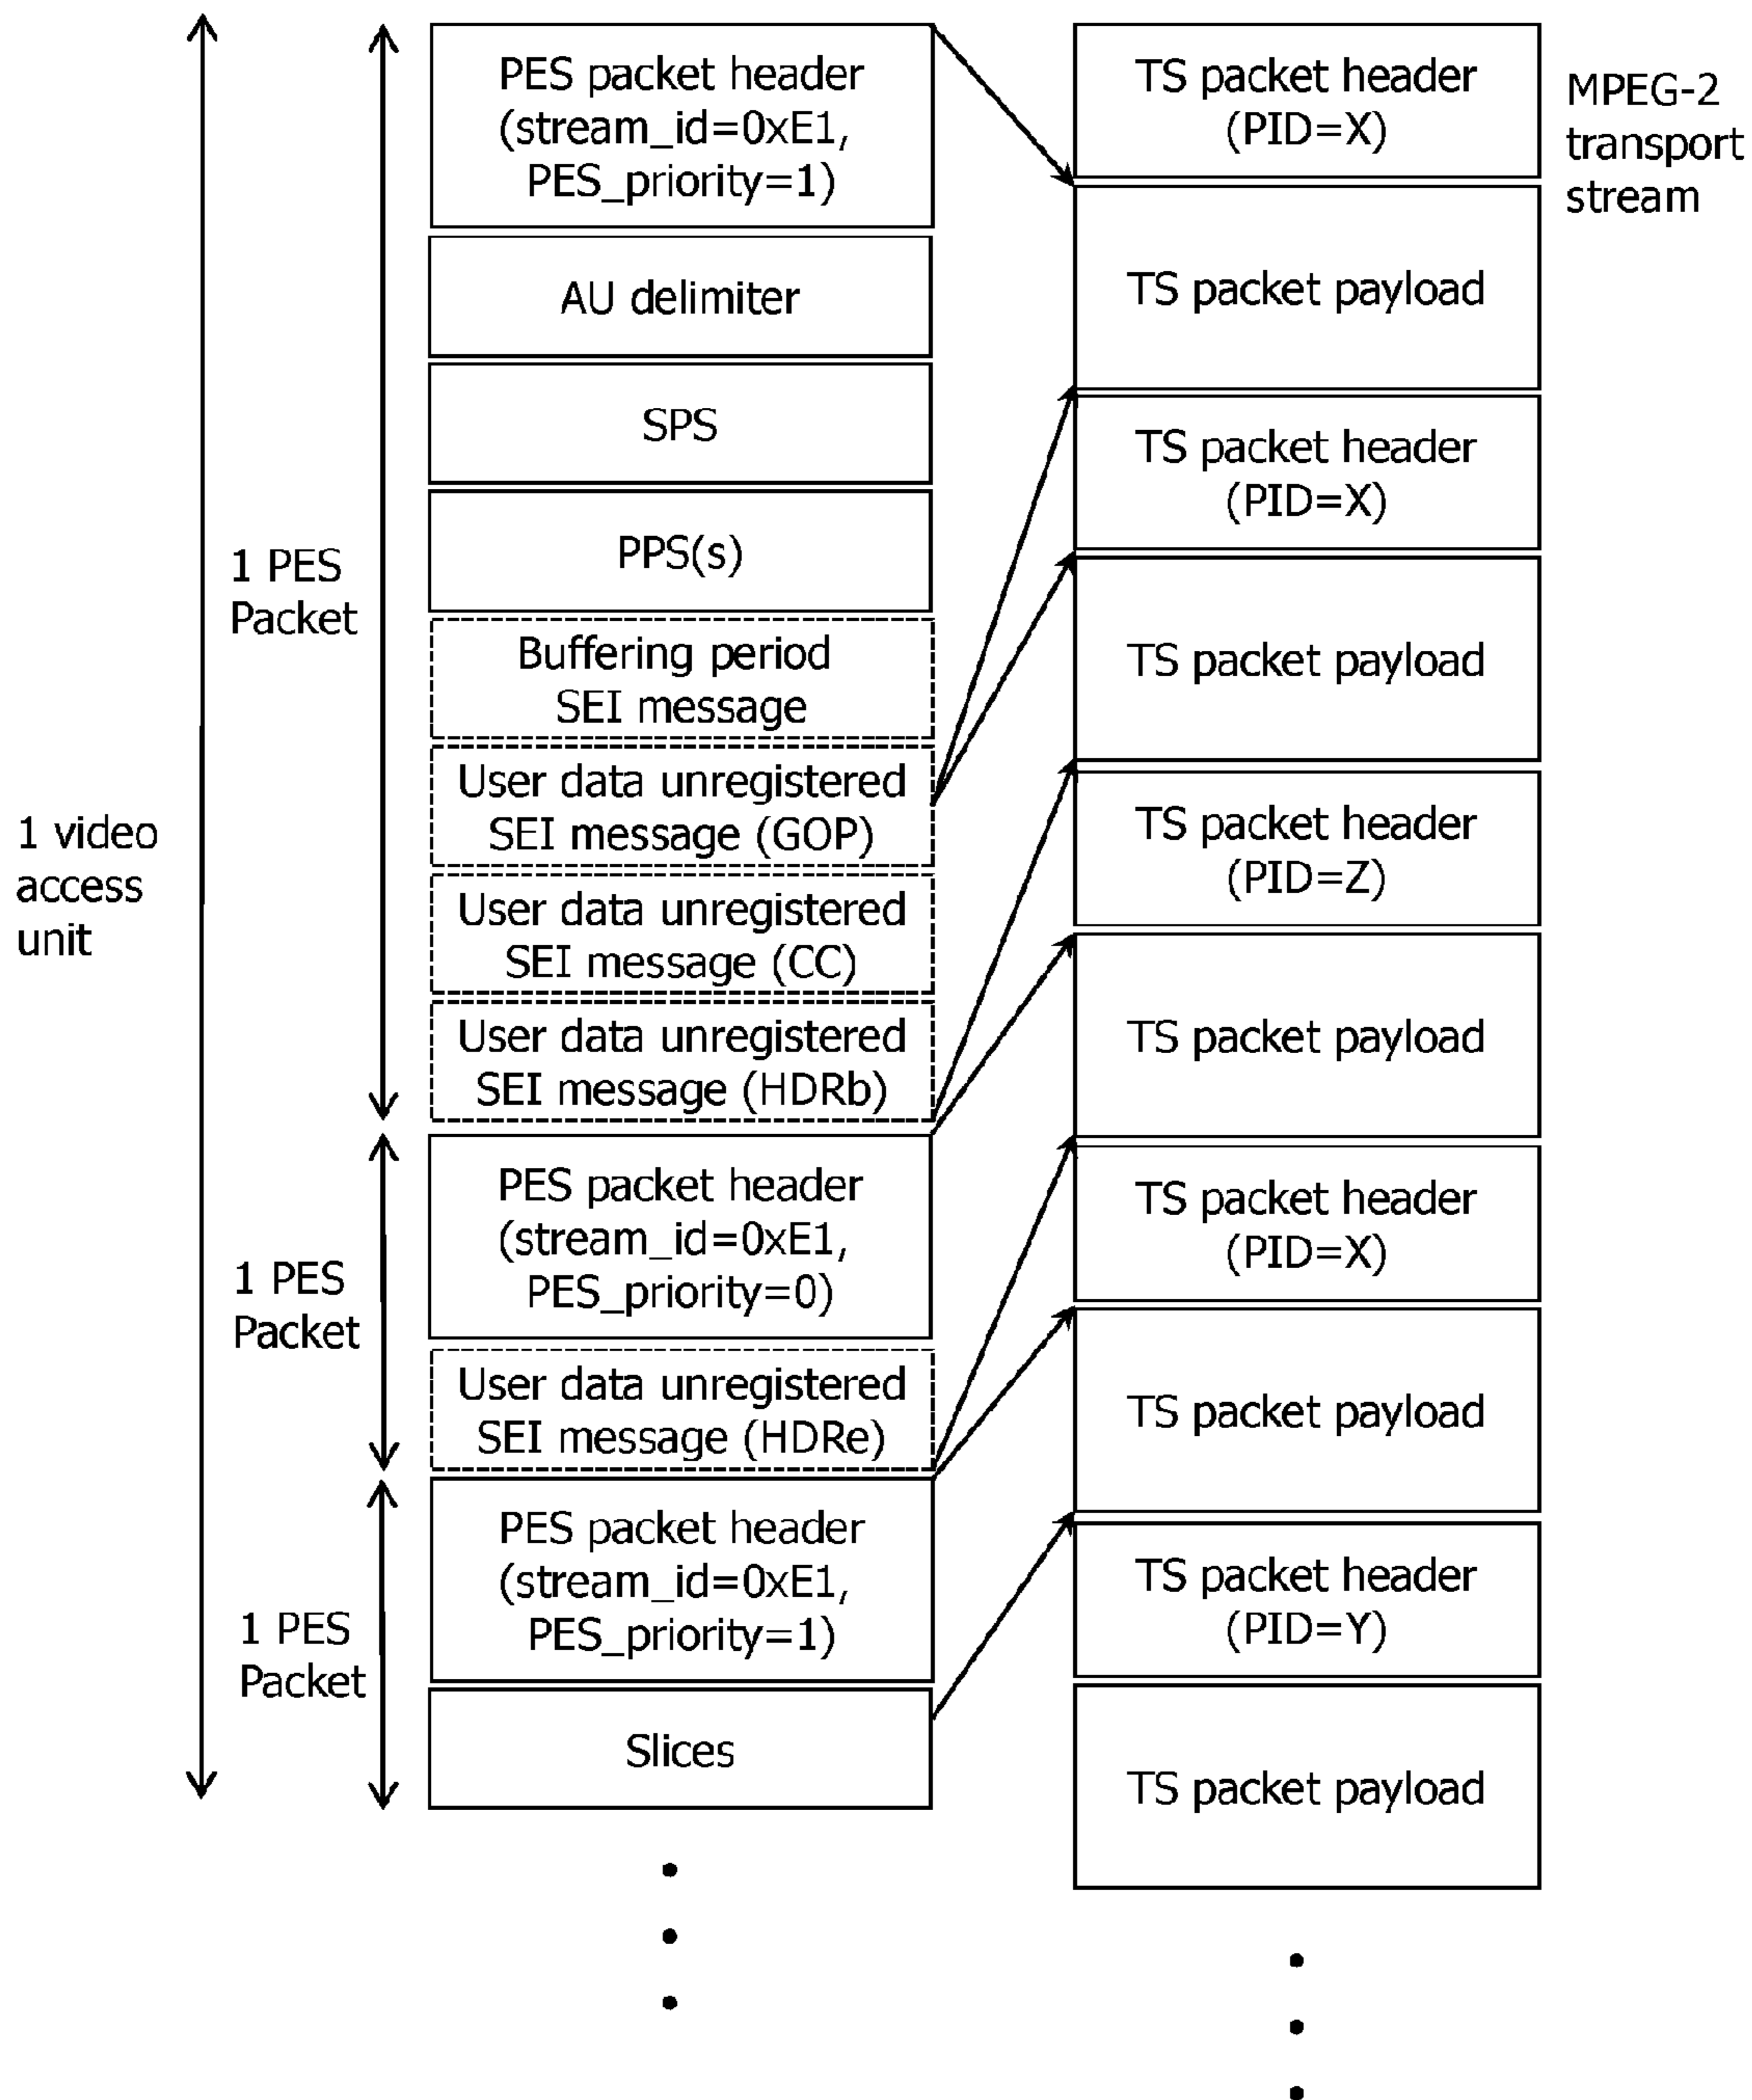 1 video
access
unit
1 PES
Packet
1 PES
Packet
1 PES
Packet
PES packet header
(stream_id=0xE1,
PES_priority=1)
AU delimiter
SPS
PPS(s)
Buffering period
SEI message
User data unregistered
SEI message (GOP)
User data unregistered
SEI message (CC)
User data unregistered
SEI message (HDRb)
PES packet header
(stream_id=0xE1,
PES_priority=0)
User data unregistered
SEI message (HDRe)
PES packet header
(stream_id=0xE1,
PES_priority=1)
Slices
TS packet header
(PID=X)
TS packet payload
TS packet header
(PID=X)
TS packet payload
TS packet header
(PID=Z)
TS packet payload
TS packet header
(PID=X)
TS packet payload
TS packet header
(PID=Y)
TS packet payload
MPEG-2
transport
stream